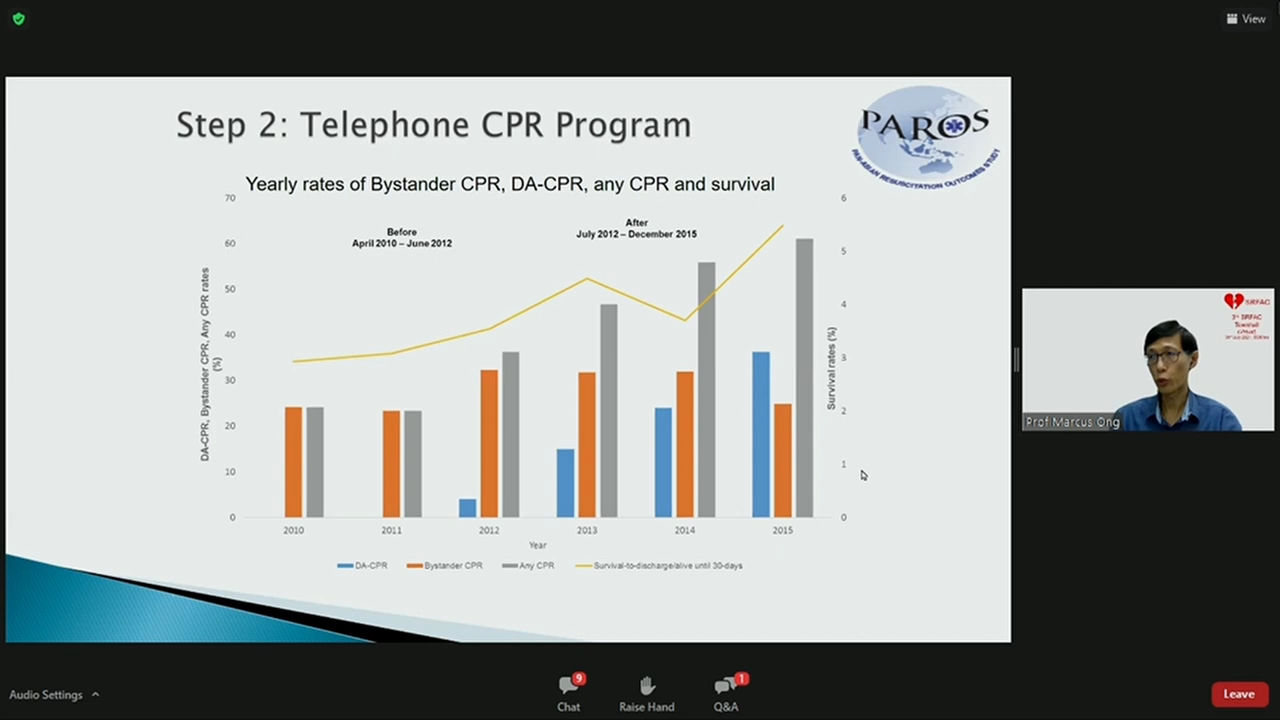 View
Step 2: Telephone CPR Program
PAROS
PAN-ASIAN RESUSCITATION OUTCOMES STUDY
Yearly rates of Bystander CPR, DA-CPR, any CPR and survival
70
60
50
40
30
20
10
0
6
5
4
3
2
1
0
Before
April 2010 – June 2012
After
July 2012 – December 2015
DA-CPR, Bystander CPR, Any CPR rates
(%)
Survival rates (%)
2010
2011
2012
2013
2014
2015
Year
DA-CPR
Bystander CPR
Any CPR
Survival-to-discharge/alive until 30-days
SRFAC
3rd SRFAC
Townhall
(Virtual)
Prof Marcus Ong
Audio Settings
9
Chat
Raise Hand
1
Q&A
Leave